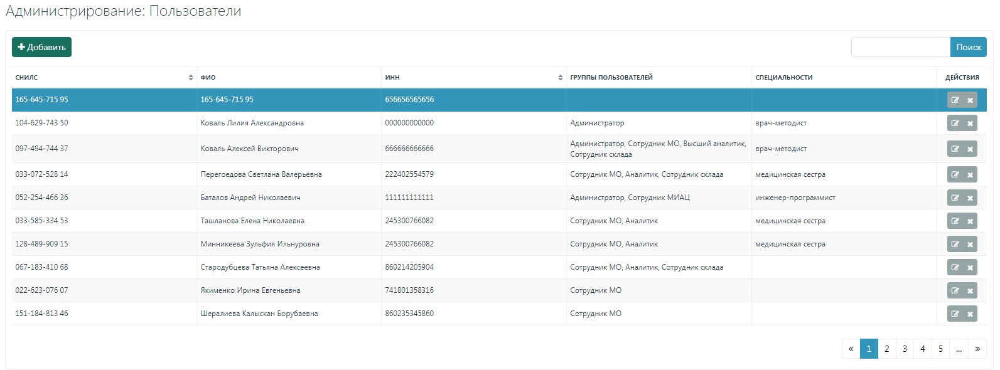 Администрирование: Пользователи
Добавить
Поиск
СНИЛС ФИО ИНН ГРУППЫ ПОЛЬЗОВАТЕЛЕЙ СПЕЦИАЛЬНОСТИ ДЕЙСТВИЯ
165-645-715 95 165-645-715 95 656656565656
104-629-743 50 Коваль Лилия Александровна 000000000000 Администратор врач-методист
097-494-744 37 Коваль Алексей Викторович 666666666666 Администратор, Сотрудник МО, Высший аналитик, врач-методист
Сотрудник склада
033-072-528 14 Перегоедова Светлана Валерьевна 222402554579 Сотрудник МО, Аналитик, Сотрудник склада медицинская сестра
052-254-466 36 Баталов Андрей Николаевич 111111111111 Администратор, Сотрудник МИАЦ инженер-программист
033-585-334 53 Ташланова Елена Николаевна 245300766082 Сотрудник МО, Аналитик медицинская сестра
128-489-909 15 Минникеева Зульфия Ильнуровна 245300766082 Сотрудник МО, Аналитик медицинская сестра
067-183-410 68 Стародубцева Татьяна Алексеевна 860214205904 Сотрудник МО, Аналитик, Сотрудник склада
022-623-076 07 Якименко Ирина Евгеньевна 741801358316 Сотрудник МО
151-184-813 46 Шералиева Калыскан Борубаевна 860235345860 Сотрудник МО
« 1 2 3 4 5 ... »